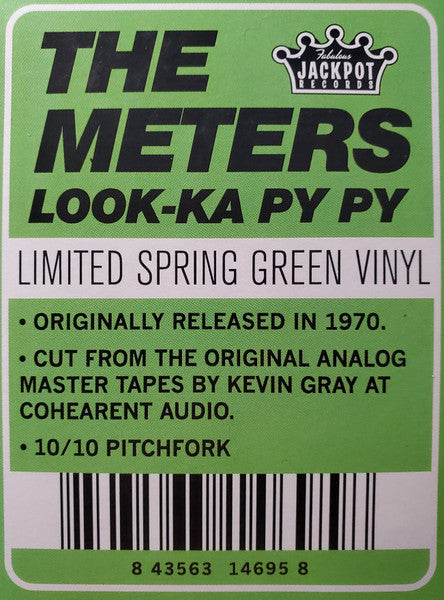 THE
METERS
LOOK-KA PY PY
Fabulous
JACKPOT
RECORDS
LIMITED SPRING GREEN VINYL
• ORIGINALLY RELEASED IN 1970.
• CUT FROM THE ORIGINAL ANALOG
MASTER TAPES BY KEVIN GRAY AT
COHEARENT AUDIO.
• 10/10 PITCHFORK
8 43563 14695 8